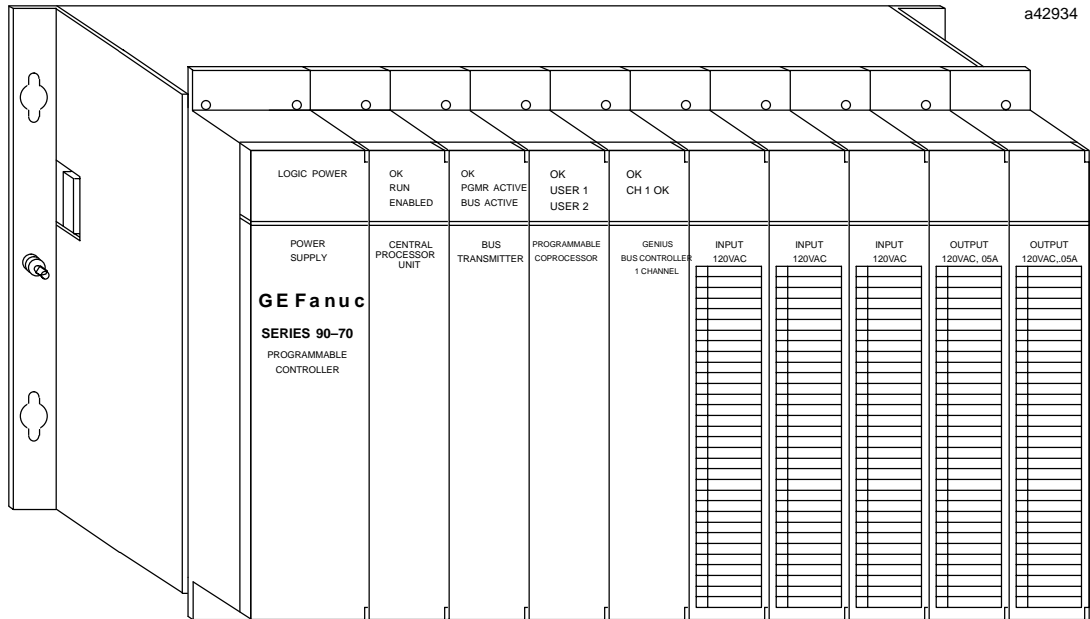 a42934
LOGIC POWER
POWER
SUPPLY
GE Fanuc
SERIES 90–70
PROGRAMMABLE
CONTROLLER
OK
RUN
ENABLED
CENTRAL
PROCESSOR
UNIT
OK
PGMR ACTIVE
BUS ACTIVE
BUS
TRANSMITTER
OK
USER 1
USER 2
PROGRAMMABLE
COPROCESSOR
OK
CH 1 OK
GENIUS
BUS CONTROLLER
1 CHANNEL
INPUT
120VAC
INPUT
120VAC
INPUT
120VAC
OUTPUT
120VAC, 05A
OUTPUT
120VAC,.05A